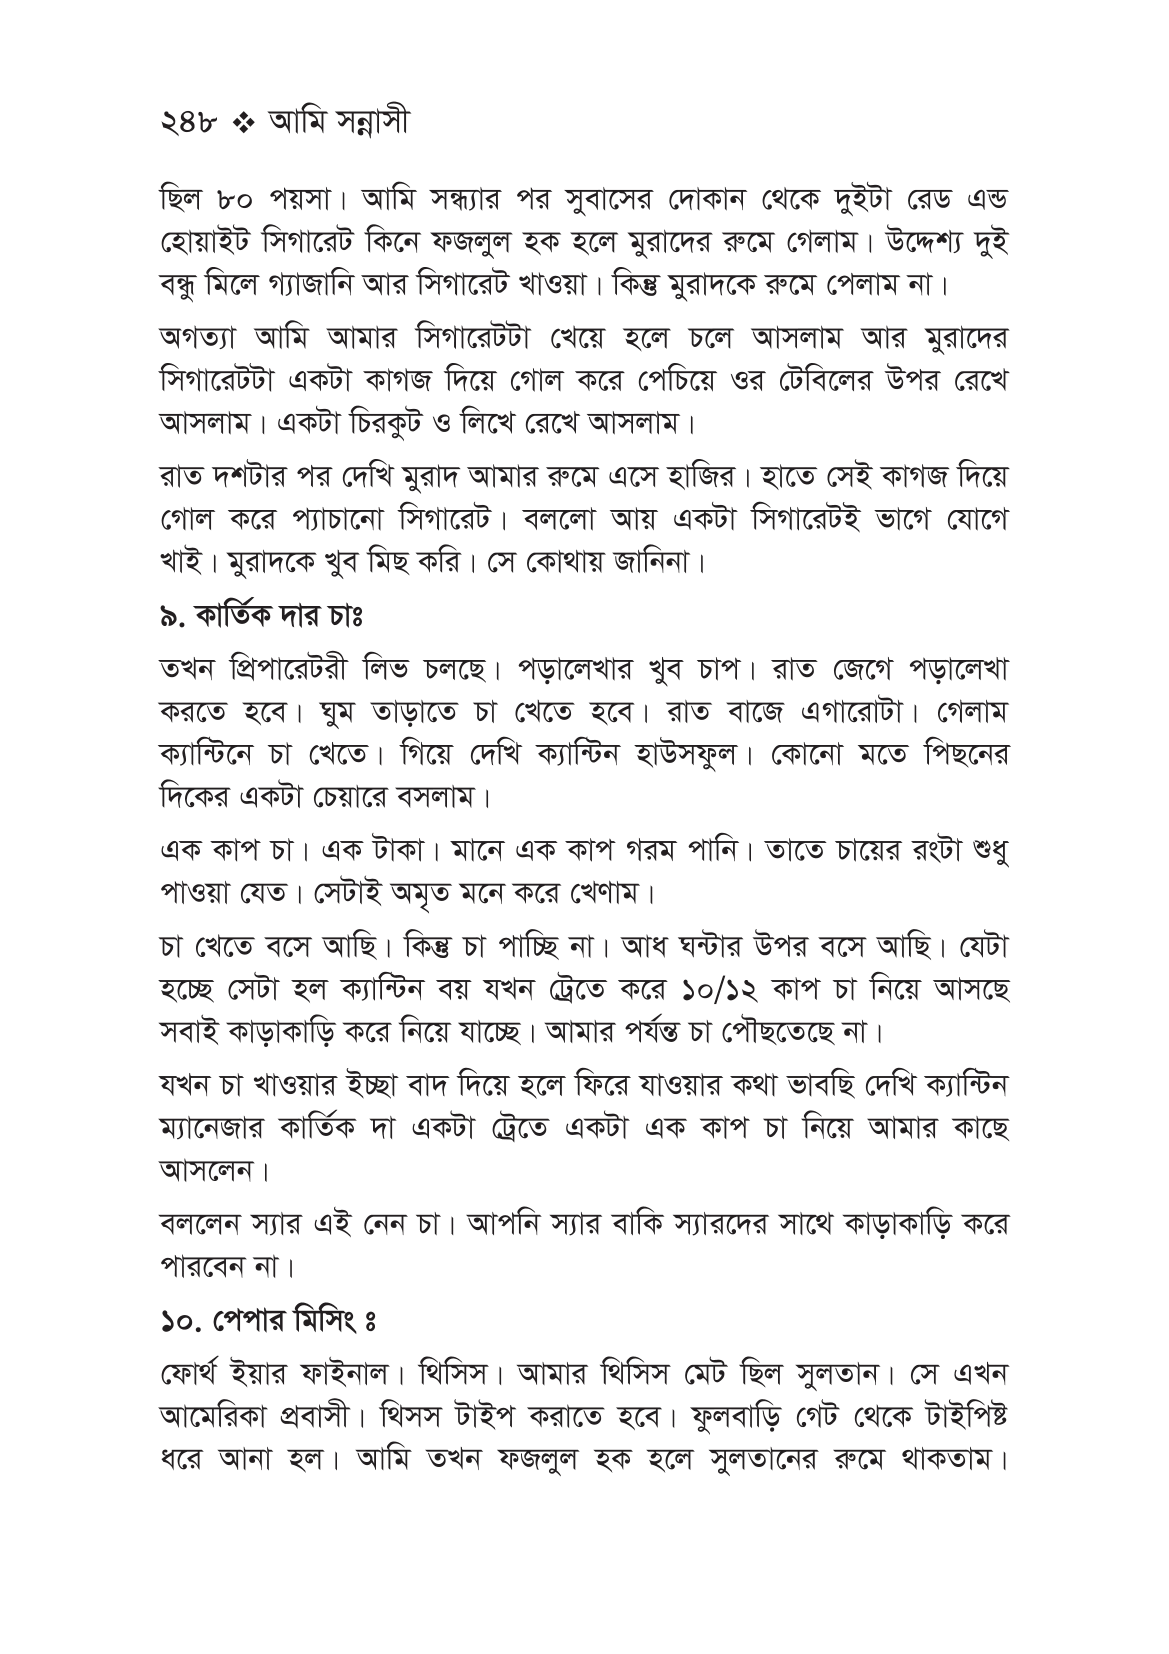 ২৪৮ ❖ আমি সন্নাসী
ছিল ৮০ পয়সা। আমি সন্ধ্যার পর সুবাসের দোকান থেকে দুইটা রেড এন্ড
হোয়াইট সিগারেট কিনে ফজলুল হক হলে মুরাদের রুমে গেলাম। উদ্দেশ্য দুই
বন্ধু মিলে গ্যাজানি আর সিগারেট খাওয়া। কিন্তু মুরাদকে রুমে পেলাম না।
অগত্যা আমি আমার সিগারেটটা খেয়ে হলে চলে আসলাম আর মুরাদের
সিগারেটটা একটা কাগজ দিয়ে গোল করে পেচিয়ে ওর টেবিলের উপর রেখে
আসলাম। একটা চিরকুট ও লিখে রেখে আসলাম।
রাত দশটার পর দেখি মুরাদ আমার রুমে এসে হাজির। হাতে সেই কাগজ দিয়ে
গোল করে প্যাচানো সিগারেট। বললো আয় একটা সিগারেটই ভাগে যোগে
খাই। মুরাদকে খুব মিছ করি। সে কোথায় জানিনা।
৯. কার্তিক দার চাঃ
তখন প্রিপারেটরী লিভ চলছে। পড়ালেখার খুব চাপ। রাত জেগে পড়ালেখা
করতে হবে। ঘুম তাড়াতে চা খেতে হবে। রাত বাজে এগারোটা। গেলাম
ক্যান্টিনে চা খেতে। গিয়ে দেখি ক্যান্টিন হাউসফুল। কোনো মতে পিছনের
দিকের একটা চেয়ারে বসলাম।
এক কাপ চা। এক টাকা। মানে এক কাপ গরম পানি। তাতে চায়ের রংটা শুধু
পাওয়া যেত। সেটাই অমৃত মনে করে খেণাম।
চা খেতে বসে আছি। কিন্তু চা পাচ্ছি না। আধ ঘন্টার উপর বসে আছি। যেটা
হচ্ছে সেটা হল ক্যান্টিন বয় যখন ট্রেতে করে ১০/১২ কাপ চা নিয়ে আসছে
সবাই কাড়াকাড়ি করে নিয়ে যাচ্ছে। আমার পর্যন্ত চা পৌছতেছে না।
যখন চা খাওয়ার ইচ্ছা বাদ দিয়ে হলে ফিরে যাওয়ার কথা ভাবছি দেখি ক্যান্টিন
ম্যানেজার কার্তিক দা একটা ট্রেতে একটা এক কাপ চা নিয়ে আমার কাছে
আসলেন।
বললেন স্যার এই নেন চা। আপনি স্যার বাকি স্যারদের সাথে কাড়াকাড়ি করে
পারবেন না।
১০. পেপার মিসিং ঃ
ফোর্থ ইয়ার ফাইনাল। থিসিস। আমার থিসিস মেট ছিল সুলতান। সে এখন
আমেরিকা প্রবাসী। থিসস টাইপ করাতে হবে। ফুলবাড়ি গেট থেকে টাইপিষ্ট
ধরে আনা হল। আমি তখন ফজলুল হক হলে সুলতানের রুমে থাকতাম।